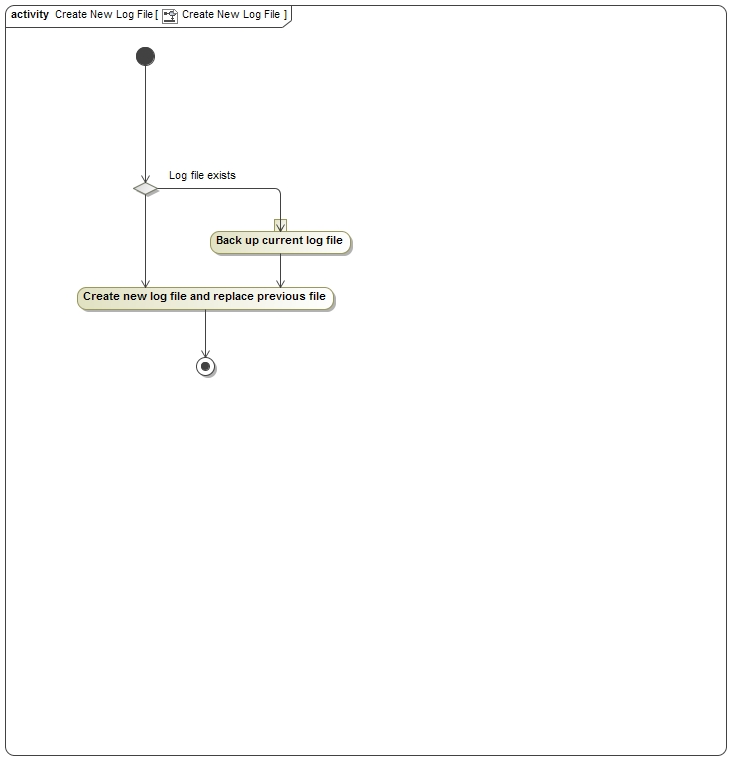 activity Create New Log File [ Create New Log File ]
Log file exists
Back up current log file
Create new log file and replace previous file